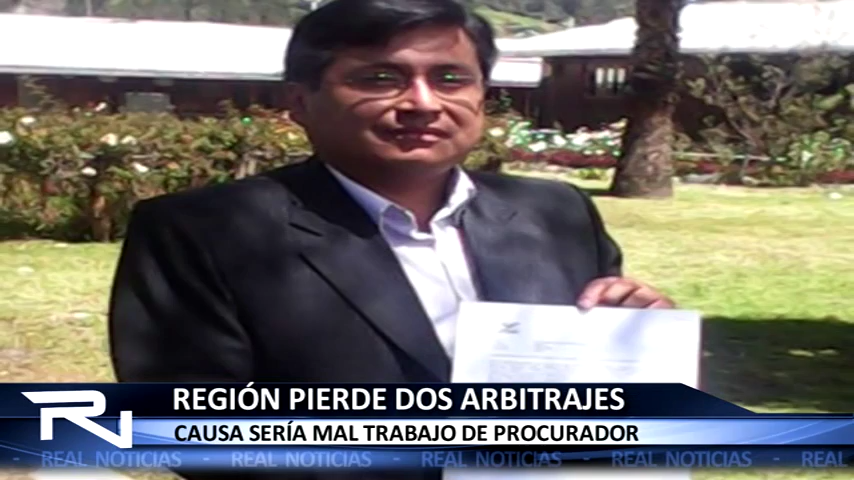 REGIÓN PIERDE DOS ARBITRAJES
CAUSA SERÍA MAL TRABAJO DE PROCURADOR
RN
- REAL NOTICIAS - REAL NOTICIAS - REAL NOTICIAS - REAL NOTICIAS - REAL